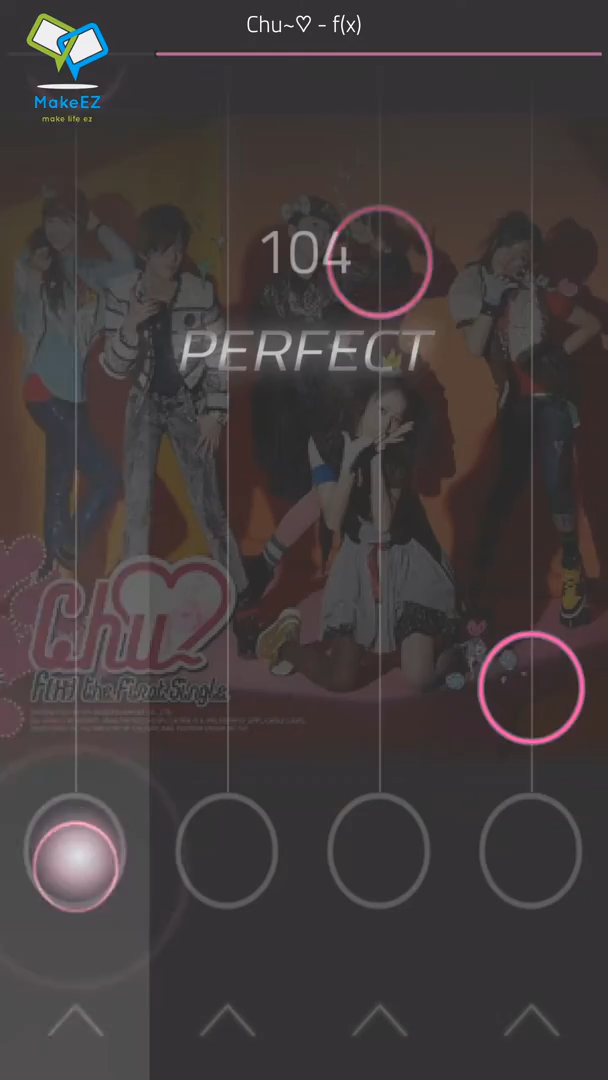 Chu~♡ - f(x)
MakeEZ
make life ez
104
PERFECT
Chu
f(x) the First Single